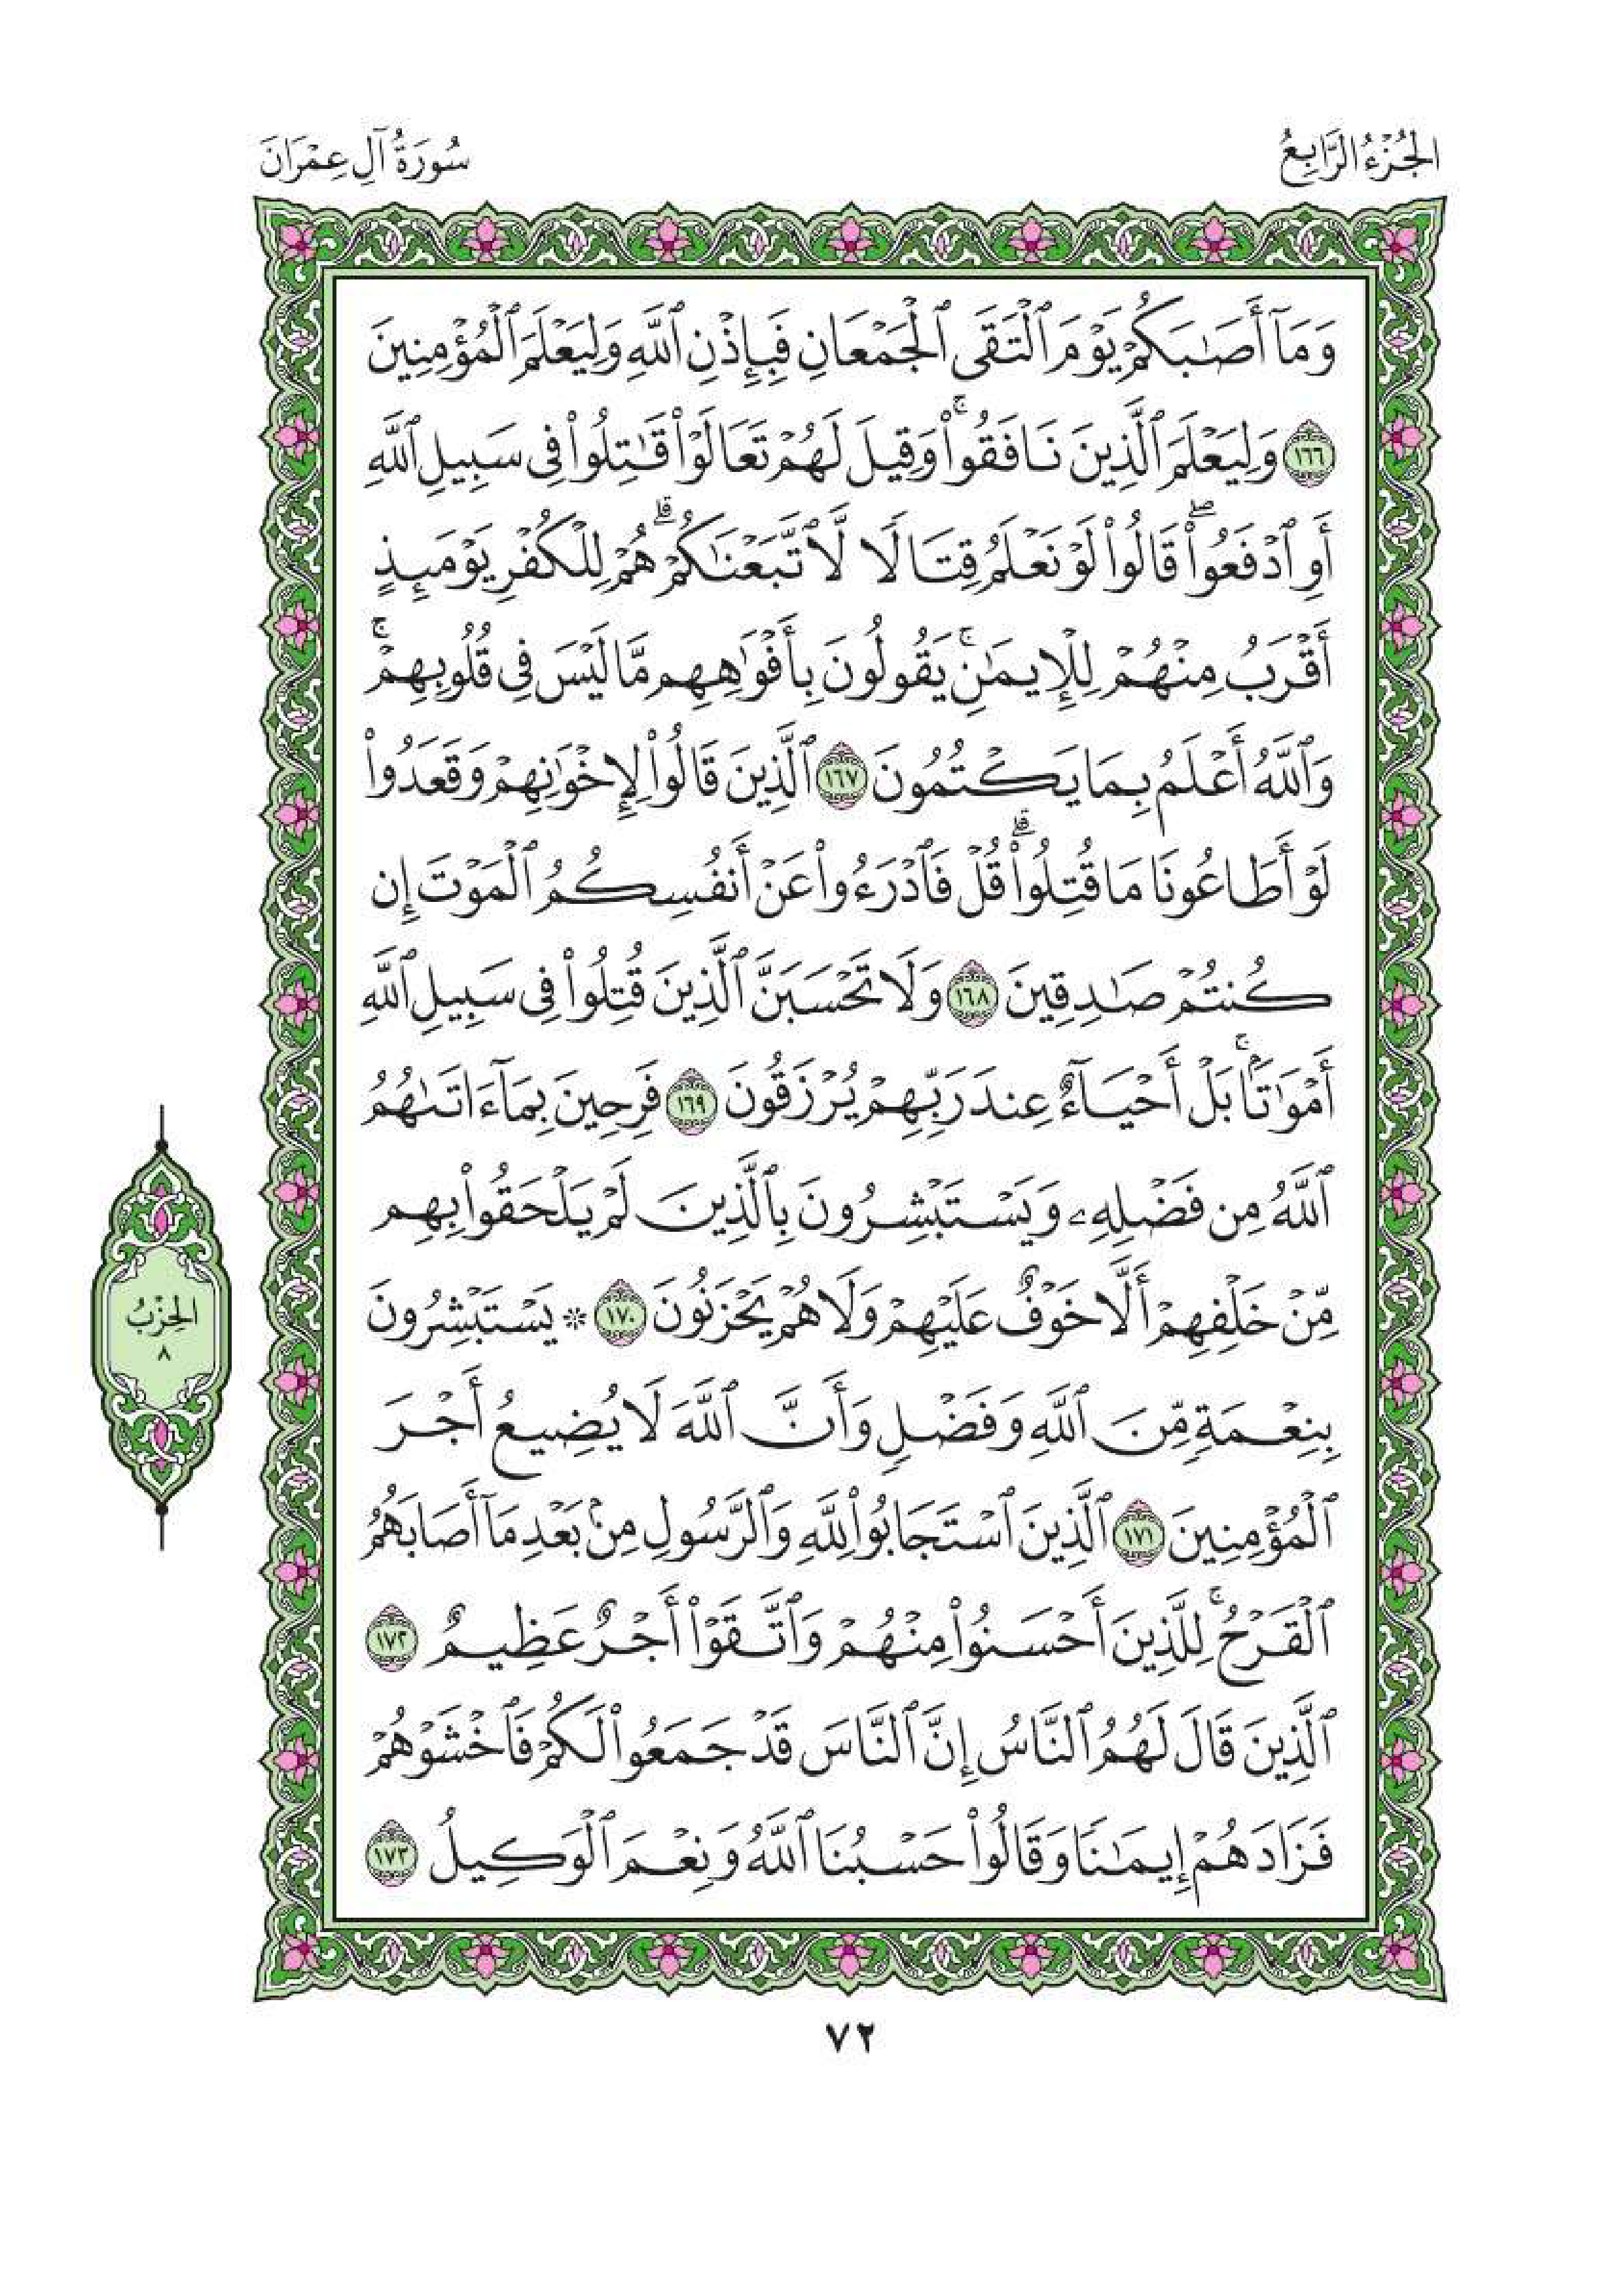 الجُزْءُ الرَّابِعُ
سُورَةُ آلِ عِمْرَانَ
وَمَآ أَصَٰبَكُمْ يَوْمَ ٱلْتَقَى ٱلْجَمْعَانِ فَبِإِذْنِ ٱللَّهِ وَلِيَعْلَمَ ٱلْمُؤْمِنِينَ
١٦٦ وَلِيَعْلَمَ ٱلَّذِينَ نَافَقُوا۟ۚ وَقِيلَ لَهُمْ تَعَالَوْا۟ قَٰتِلُوا۟ فِى سَبِيلِ ٱللَّهِ
أَوِ ٱدْفَعُوا۟ۖ قَالُوا۟ لَوْ نَعْلَمُ قِتَالًا لَّٱتَّبَعْنَٰكُمْۗ هُمْ لِلْكُفْرِ يَوْمَئِذٍ
أَقْرَبُ مِنْهُمْ لِلْإِيمَٰنِۚ يَقُولُونَ بِأَفْوَٰهِهِم مَّا لَيْسَ فِى قُلُوبِهِمْۚ
وَٱللَّهُ أَعْلَمُ بِمَا يَكْتُمُونَ ١٦٧ ٱلَّذِينَ قَالُوا۟ لِإِخْوَٰنِهِمْ وَقَعَدُوا۟
لَوْ أَطَاعُونَا مَا قُتِلُوا۟ۗ قُلْ فَٱدْرَءُوا۟ عَنْ أَنفُسِكُمُ ٱلْمَوْتَ إِن
كُنتُمْ صَٰدِقِينَ ١٦٨ وَلَا تَحْسَبَنَّ ٱلَّذِينَ قُتِلُوا۟ فِى سَبِيلِ ٱللَّهِ
أَمْوَٰتًۢاۚ بَلْ أَحْيَآءٌ عِندَ رَبِّهِمْ يُرْزَقُونَ ١٦٩ فَرِحِينَ بِمَآ ءَاتَىٰهُمُ
ٱللَّهُ مِن فَضْلِهِۦ وَيَسْتَبْشِرُونَ بِٱلَّذِينَ لَمْ يَلْحَقُوا۟ بِهِم
مِّنْ خَلْفِهِمْ أَلَّا خَوْفٌ عَلَيْهِمْ وَلَا هُمْ يَحْزَنُونَ ١٧٠ * يَسْتَبْشِرُونَ
بِنِعْمَةٍ مِّنَ ٱللَّهِ وَفَضْلٍ وَأَنَّ ٱللَّهَ لَا يُضِيعُ أَجْرَ
ٱلْمُؤْمِنِينَ ١٧١ ٱلَّذِينَ ٱسْتَجَابُوا۟ لِلَّهِ وَٱلرَّسُولِ مِنۢ بَعْدِ مَآ أَصَابَهُمُ
ٱلْقَرْحُۚ لِلَّذِينَ أَحْسَنُوا۟ مِنْهُمْ وَٱتَّقَوْا۟ أَجْرٌ عَظِيمٌ ١٧٢
ٱلَّذِينَ قَالَ لَهُمُ ٱلنَّاسُ إِنَّ ٱلنَّاسَ قَدْ جَمَعُوا۟ لَكُمْ فَٱخْشَوْهُمْ
فَزَادَهُمْ إِيمَٰنًا وَقَالُوا۟ حَسْبُنَا ٱللَّهُ وَنِعْمَ ٱلْوَكِيلُ ١٧٣
الحِزْبُ
٨
٧٢